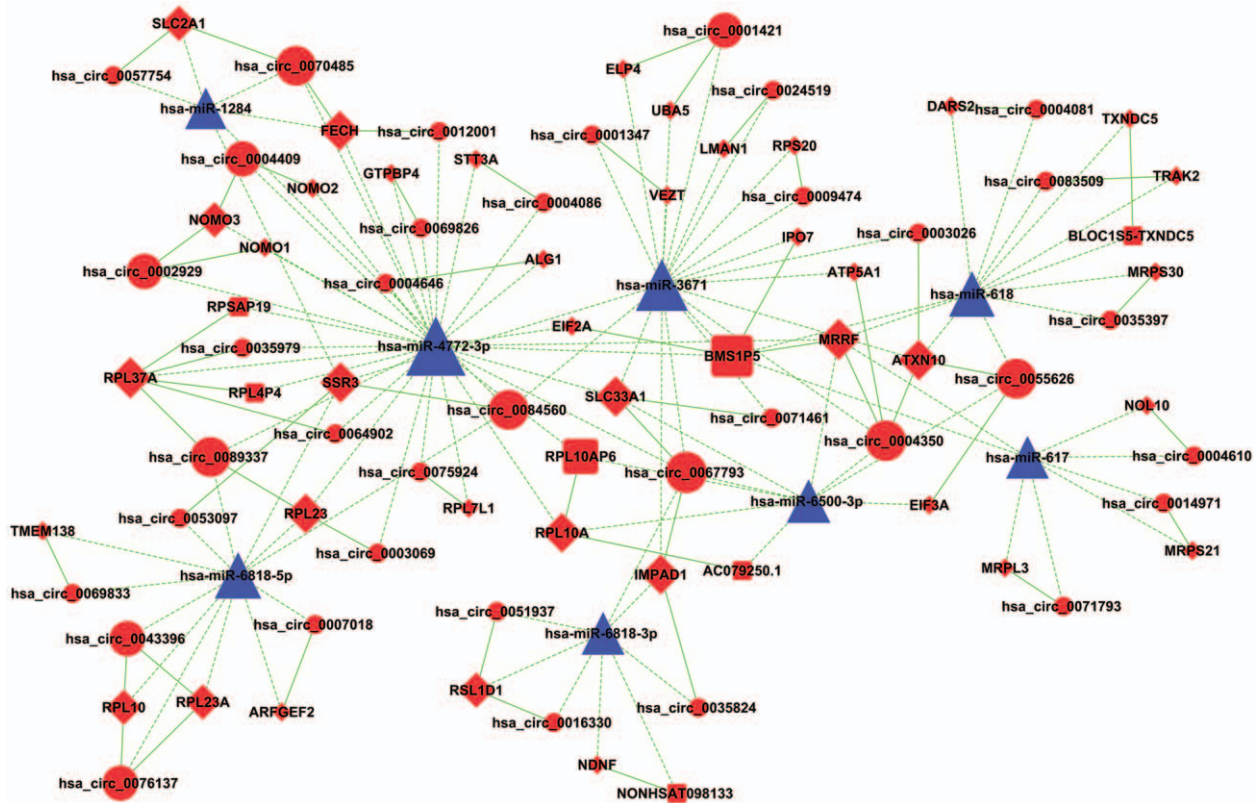 SLC2A1
hsa_circ_0001421
hsa_circ_0070485
hsa_circ_0057754
ELP4
hsa_circ_0024519
hsa-miR-1284
UBA5
DARS2
hsa_circ_0004081
TXNDC5
FECH
hsa_circ_0012001
hsa_circ_0001347
LMAN1
RPS20
hsa_circ_0004409
STT3A
GTPBP4
hsa_circ_0083509
TRAK2
NOMO2
VEZT
hsa_circ_0009474
hsa_circ_0004086
NOMO3
hsa_circ_0069826
IPO7
hsa_circ_0003026
BLOC1S5-TXNDC5
NOMO1
ALG1
hsa_circ_0002929
hsa_circ_0004646
ATP5A1
MRPS30
hsa-miR-3671
hsa-miR-618
RPSAP19
hsa_circ_0035397
EIF2A
hsa-miR-4772-3p
MRRF
hsa_circ_0035979
BMS1P5
ATXN10
RPL37A
SSR3
hsa_circ_0055626
RPL4P4
SLC33A1
NOL10
hsa_circ_0084560
hsa_circ_0071461
hsa_circ_0064902
hsa_circ_0004350
hsa_circ_0089337
RPL10AP6
hsa-miR-617
hsa_circ_0004610
hsa_circ_0075924
hsa_circ_0067793
hsa-miR-6500-3p
EIF3A
hsa_circ_0014971
RPL23
RPL7L1
hsa_circ_0053097
TMEM138
RPL10A
MRPS21
hsa_circ_0003069
AC079250.1
MRPL3
hsa-miR-6818-5p
IMPAD1
hsa_circ_0069833
hsa_circ_0071793
hsa_circ_0051937
hsa_circ_0007018
hsa_circ_0043396
hsa-miR-6818-3p
RSL1D1
RPL10
RPL23A
ARFGEF2
hsa_circ_0035824
hsa_circ_0016330
NDNF
hsa_circ_0076137
NONHSAT098133